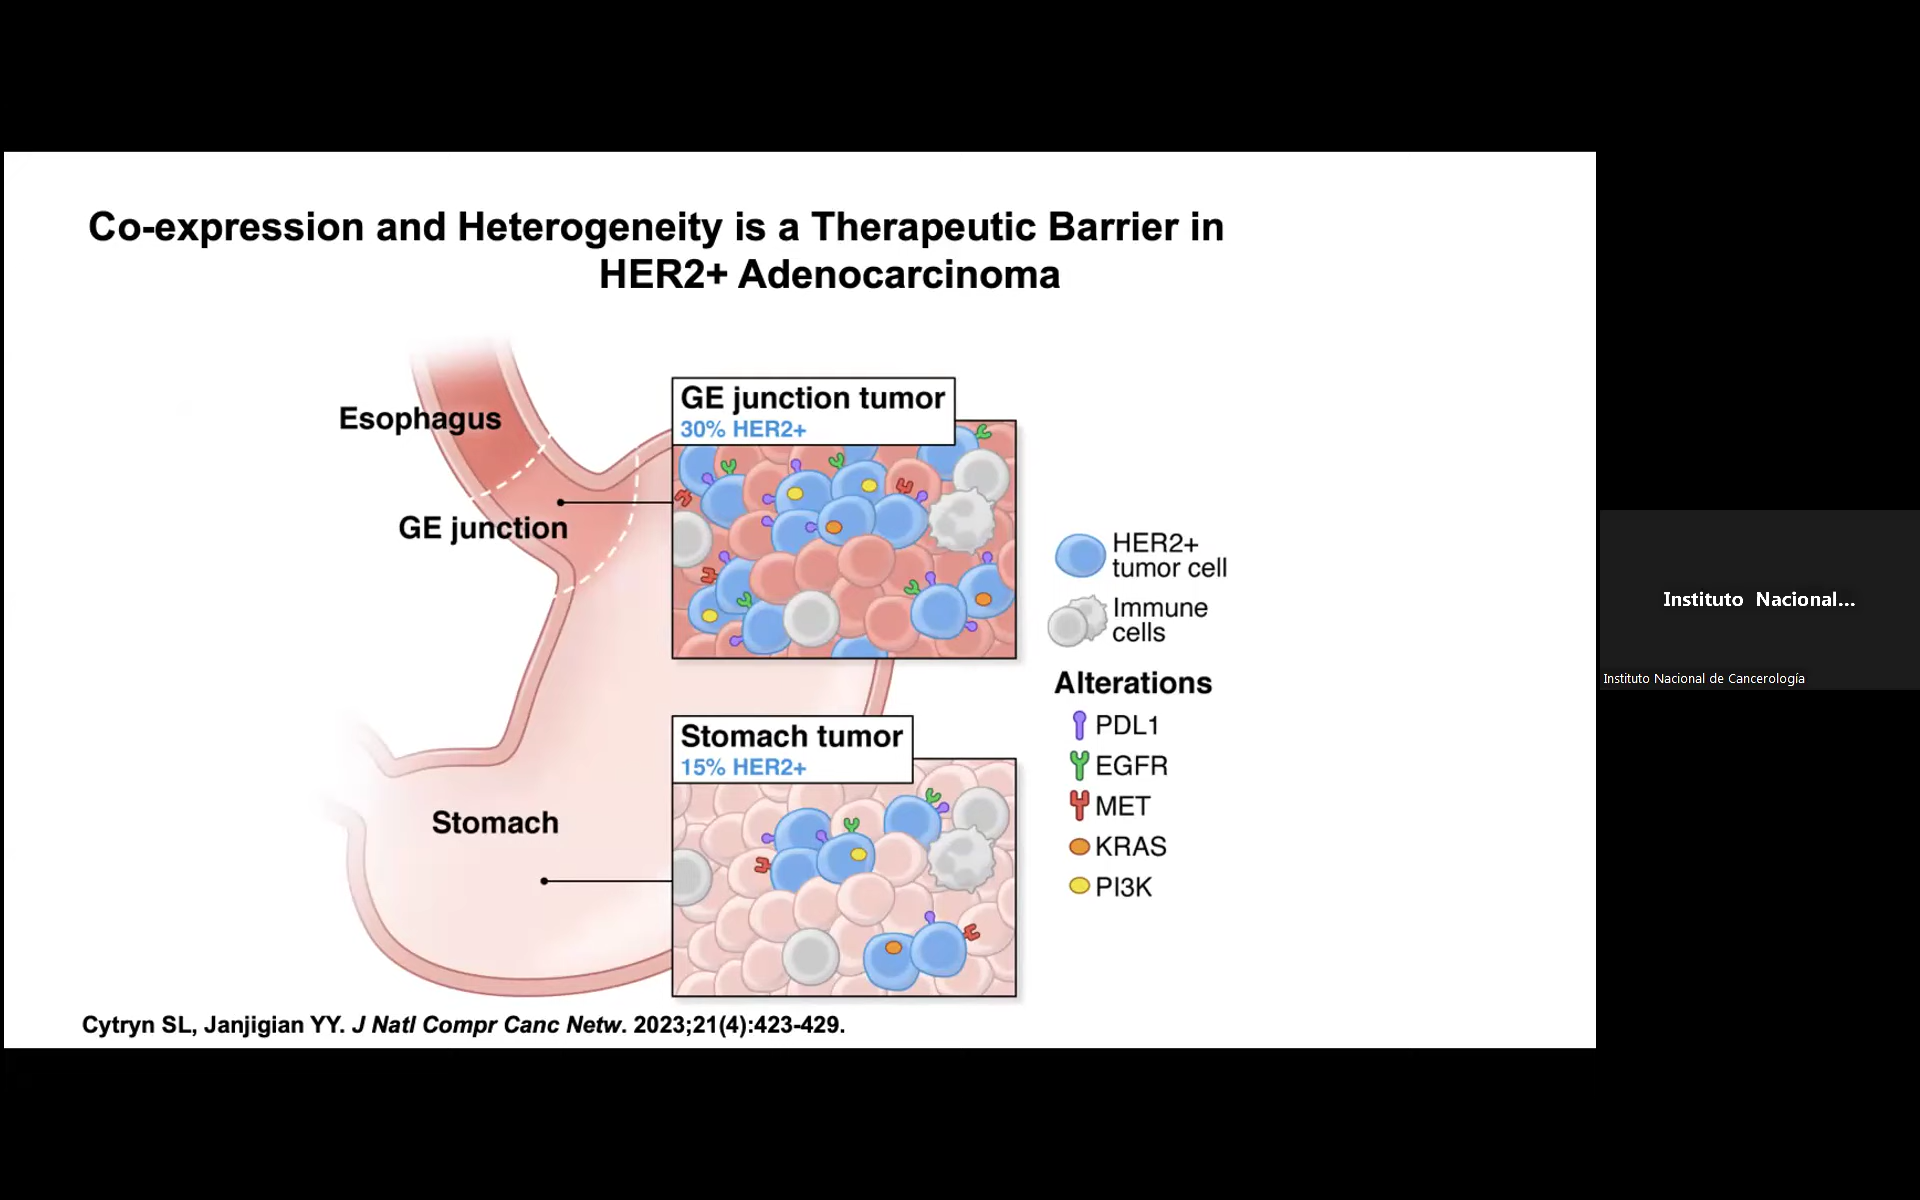 Co-expression and Heterogeneity is a Therapeutic Barrier in
HER2+ Adenocarcinoma
Esophagus
GE junction
Stomach
GE junction tumor
30% HER2+
Stomach tumor
15% HER2+
HER2+
tumor cell
Immune
cells
Alterations
PDL1
EGFR
MET
KRAS
PI3K
Cytryn SL, Janjigian YY. J Natl Compr Canc Netw. 2023;21(4):423-429.
Instituto Nacional...
Instituto Nacional de Cancerología